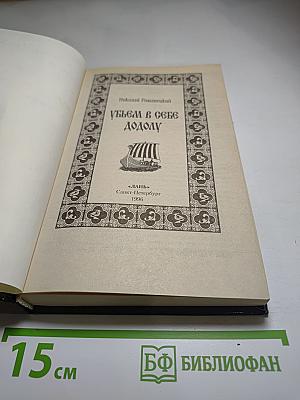 Николай Романецкий
УБЬЕМ В СЕБЕ
ДОДОЛУ
«ЛАНЬ»
Санкт-Петербург
1996
15 см
БФ БИБЛИОФАН